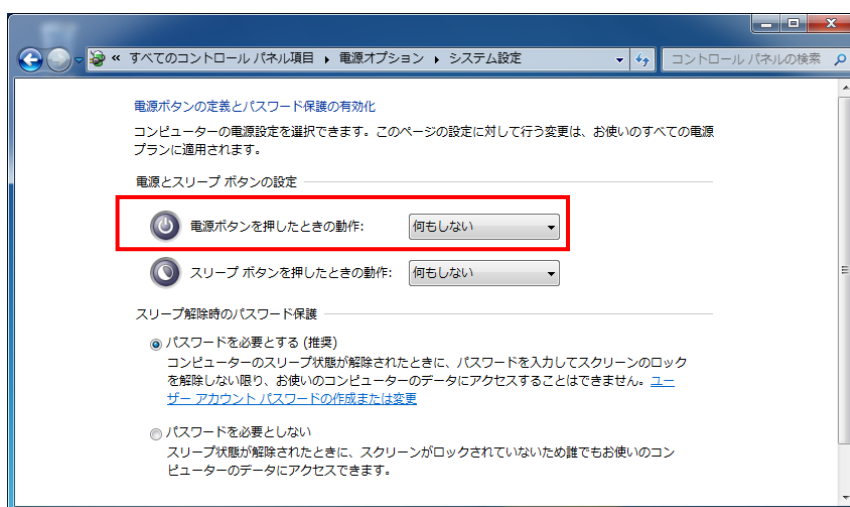 « すべてのコントロール パネル項目 ▸ 電源オプション ▸ システム設定
コントロール パネルの検索
電源ボタンの定義とパスワード保護の有効化
コンピューターの電源設定を選択できます。このページの設定に対して行う変更は、お使いのすべての電源
プランに適用されます。
電源とスリープ ボタンの設定
電源ボタンを押したときの動作: 何もしない
スリープ ボタンを押したときの動作: 何もしない
スリープ解除時のパスワード保護
パスワードを必要とする (推奨)
コンピューターのスリープ状態が解除されたときに、パスワードを入力してスクリーンのロック
を解除しない限り、お使いのコンピューターのデータにアクセスすることはできません。ユー
ザー アカウント パスワードの作成または変更
パスワードを必要としない
スリープ状態が解除されたときに、スクリーンがロックされていないため誰でもお使いのコン
ピューターのデータにアクセスできます。